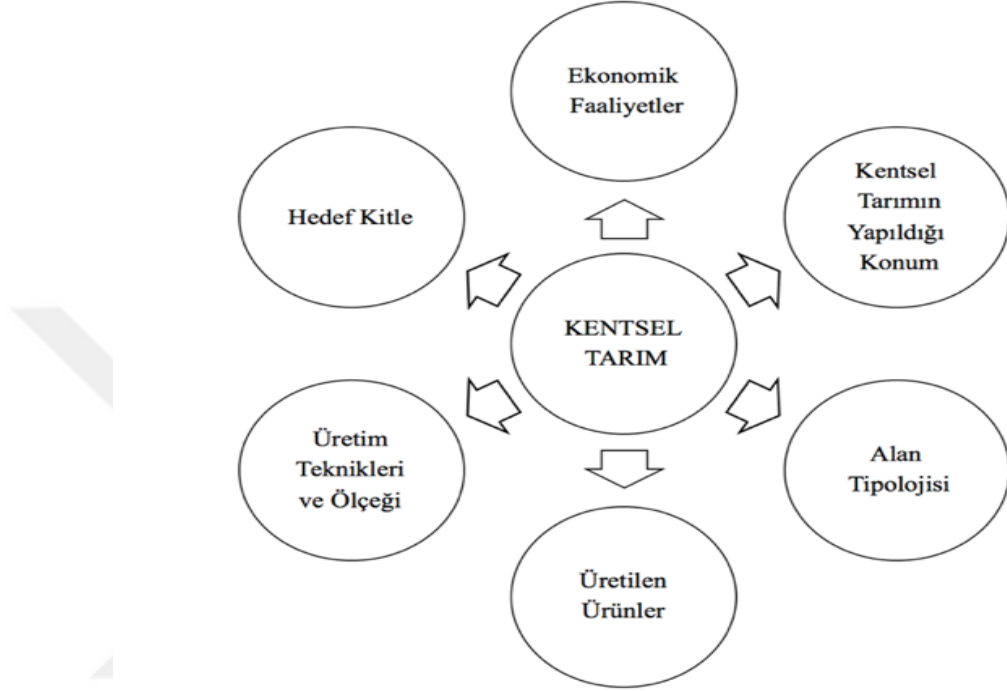 Ekonomik
Faaliyetler
Kentsel
Tarımın
Yapıldığı
Konum
Hedef Kitle
KENTSEL
TARIM
Üretim
Teknikleri
ve Ölçeği
Alan
Tipolojisi
Üretilen
Ürünler